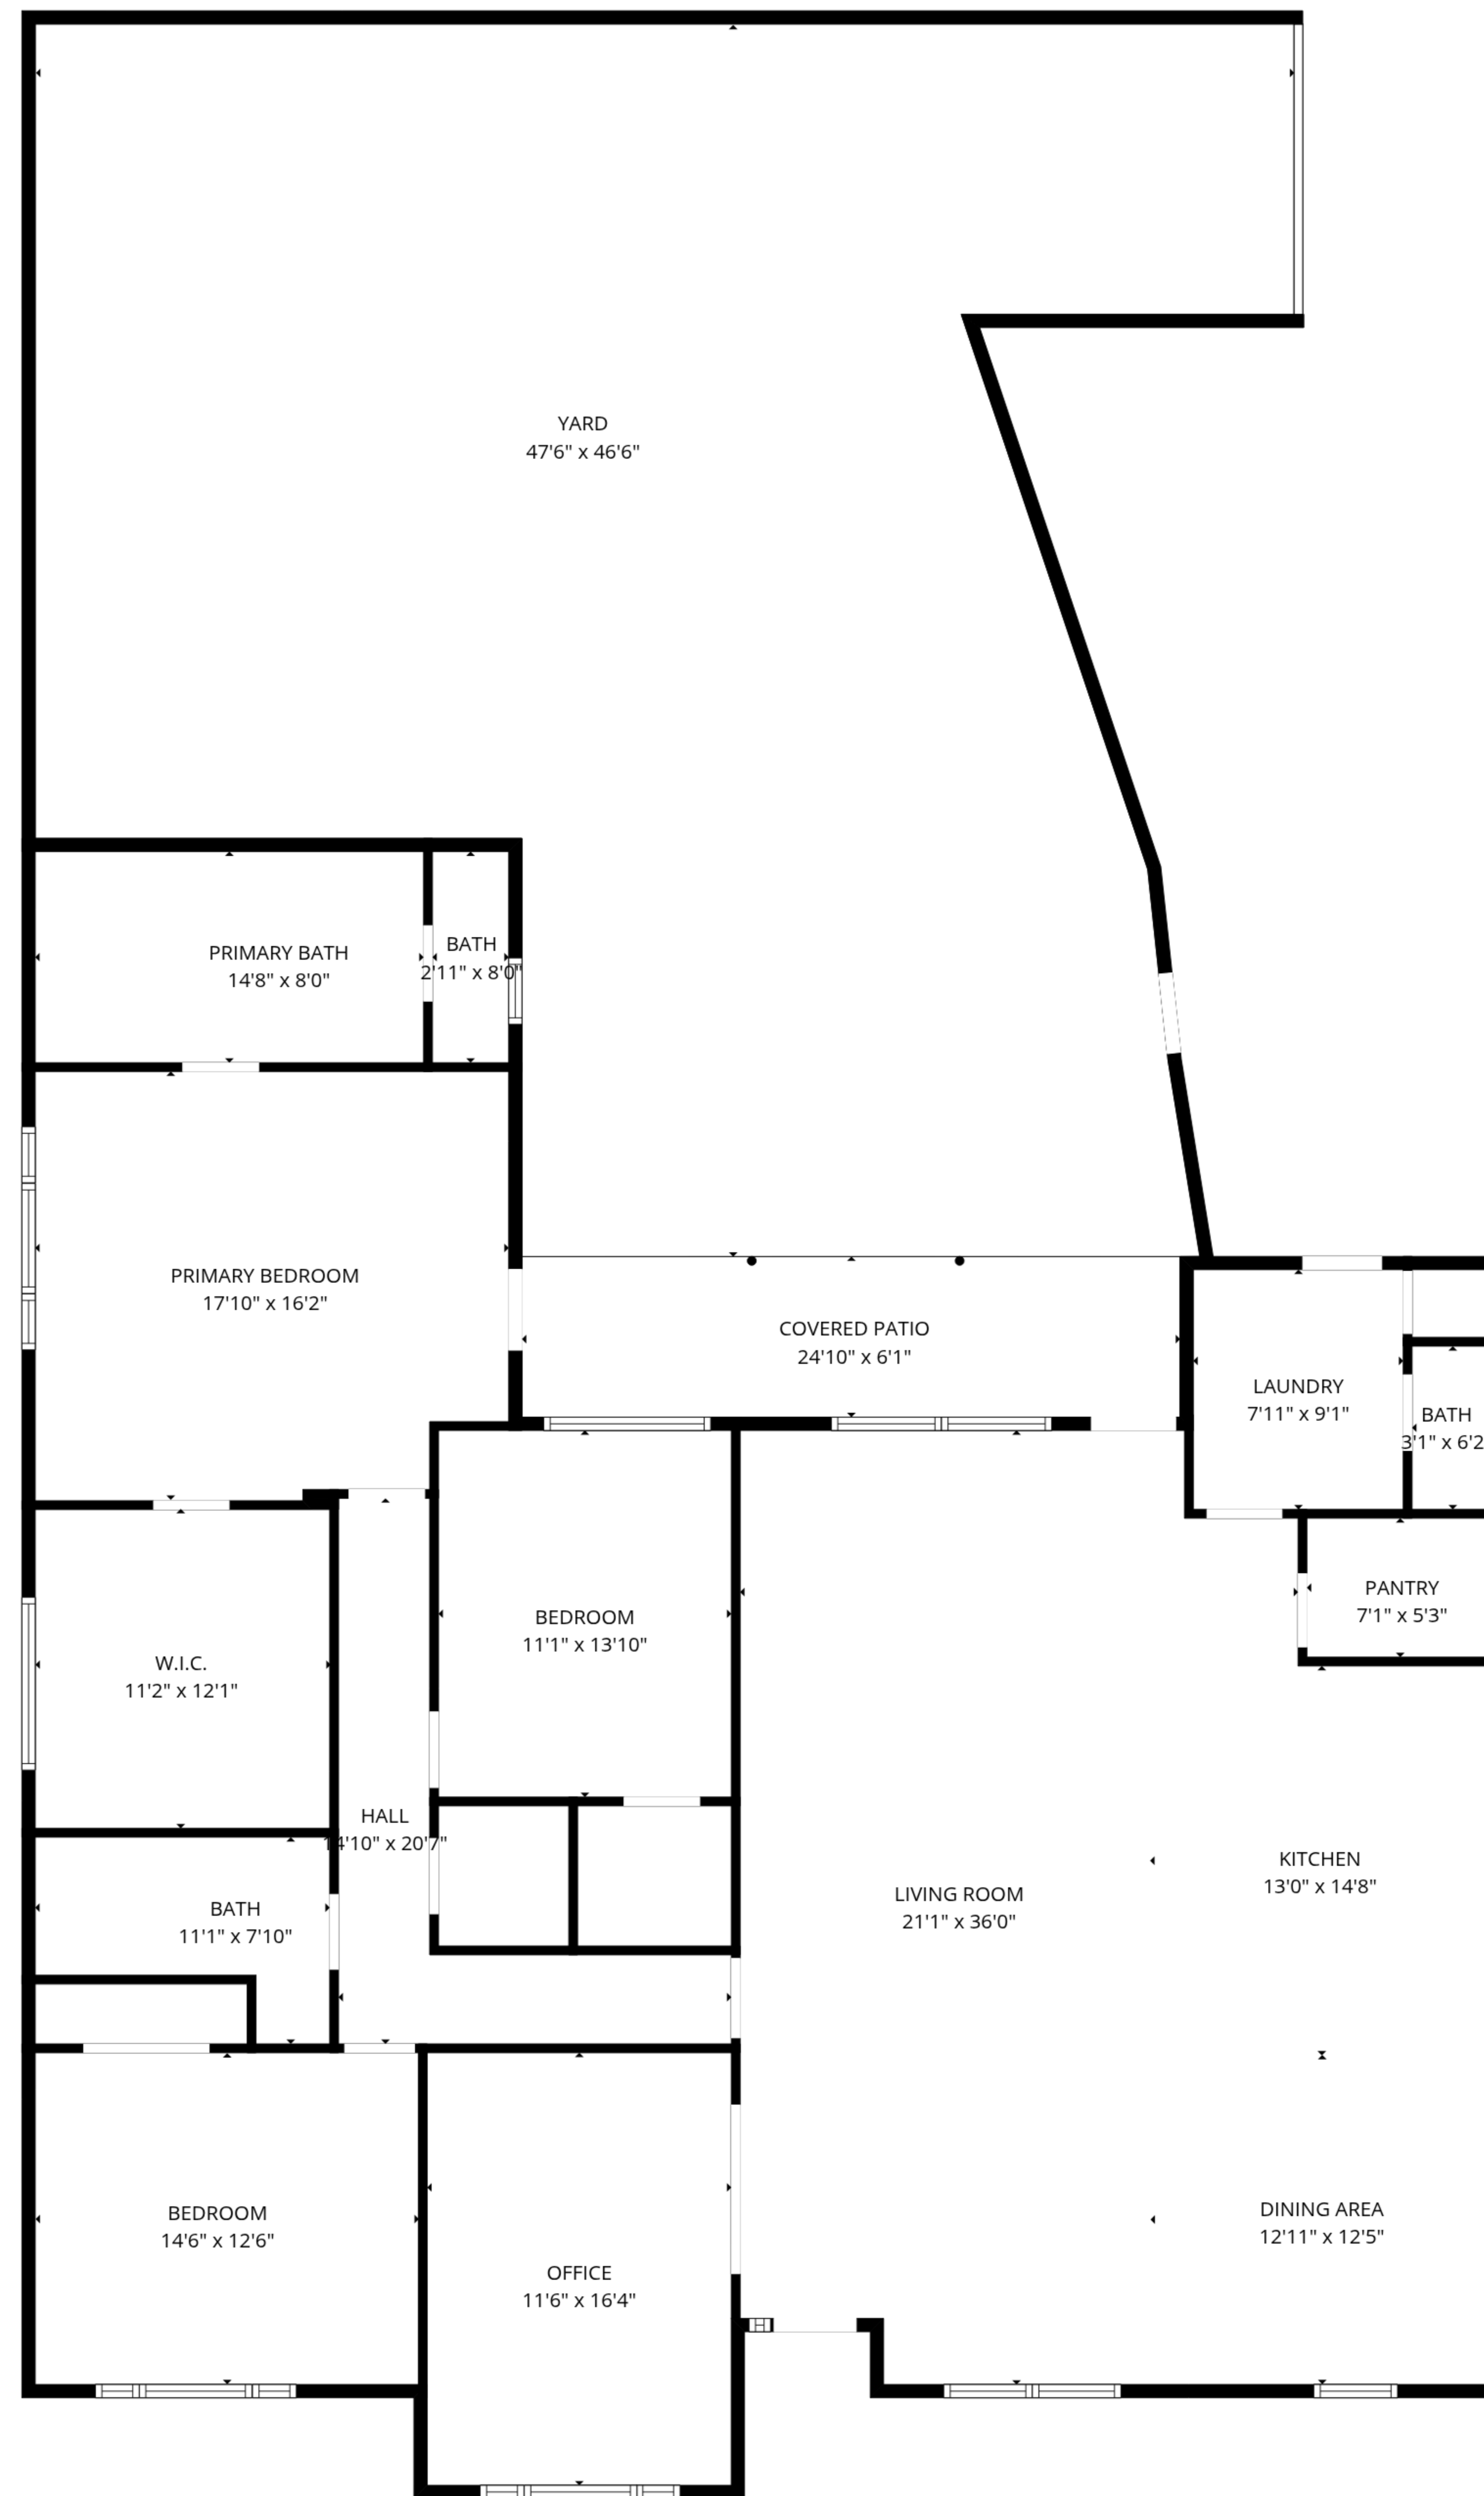 YARD
47'6" x 46'6"
PRIMARY BATH
14'8" x 8'0"
BATH
2'11" x 8'0"
PRIMARY BEDROOM
17'10" x 16'2"
COVERED PATIO
24'10" x 6'1"
LAUNDRY
7'11" x 9'1"
BATH
3'1" x 6'2
PANTRY
7'1" x 5'3"
BEDROOM
11'1" x 13'10"
W.I.C.
11'2" x 12'1"
HALL
14'10" x 20'7"
KITCHEN
13'0" x 14'8"
LIVING ROOM
21'1" x 36'0"
BATH
11'1" x 7'10"
BEDROOM
14'6" x 12'6"
DINING AREA
12'11" x 12'5"
OFFICE
11'6" x 16'4"